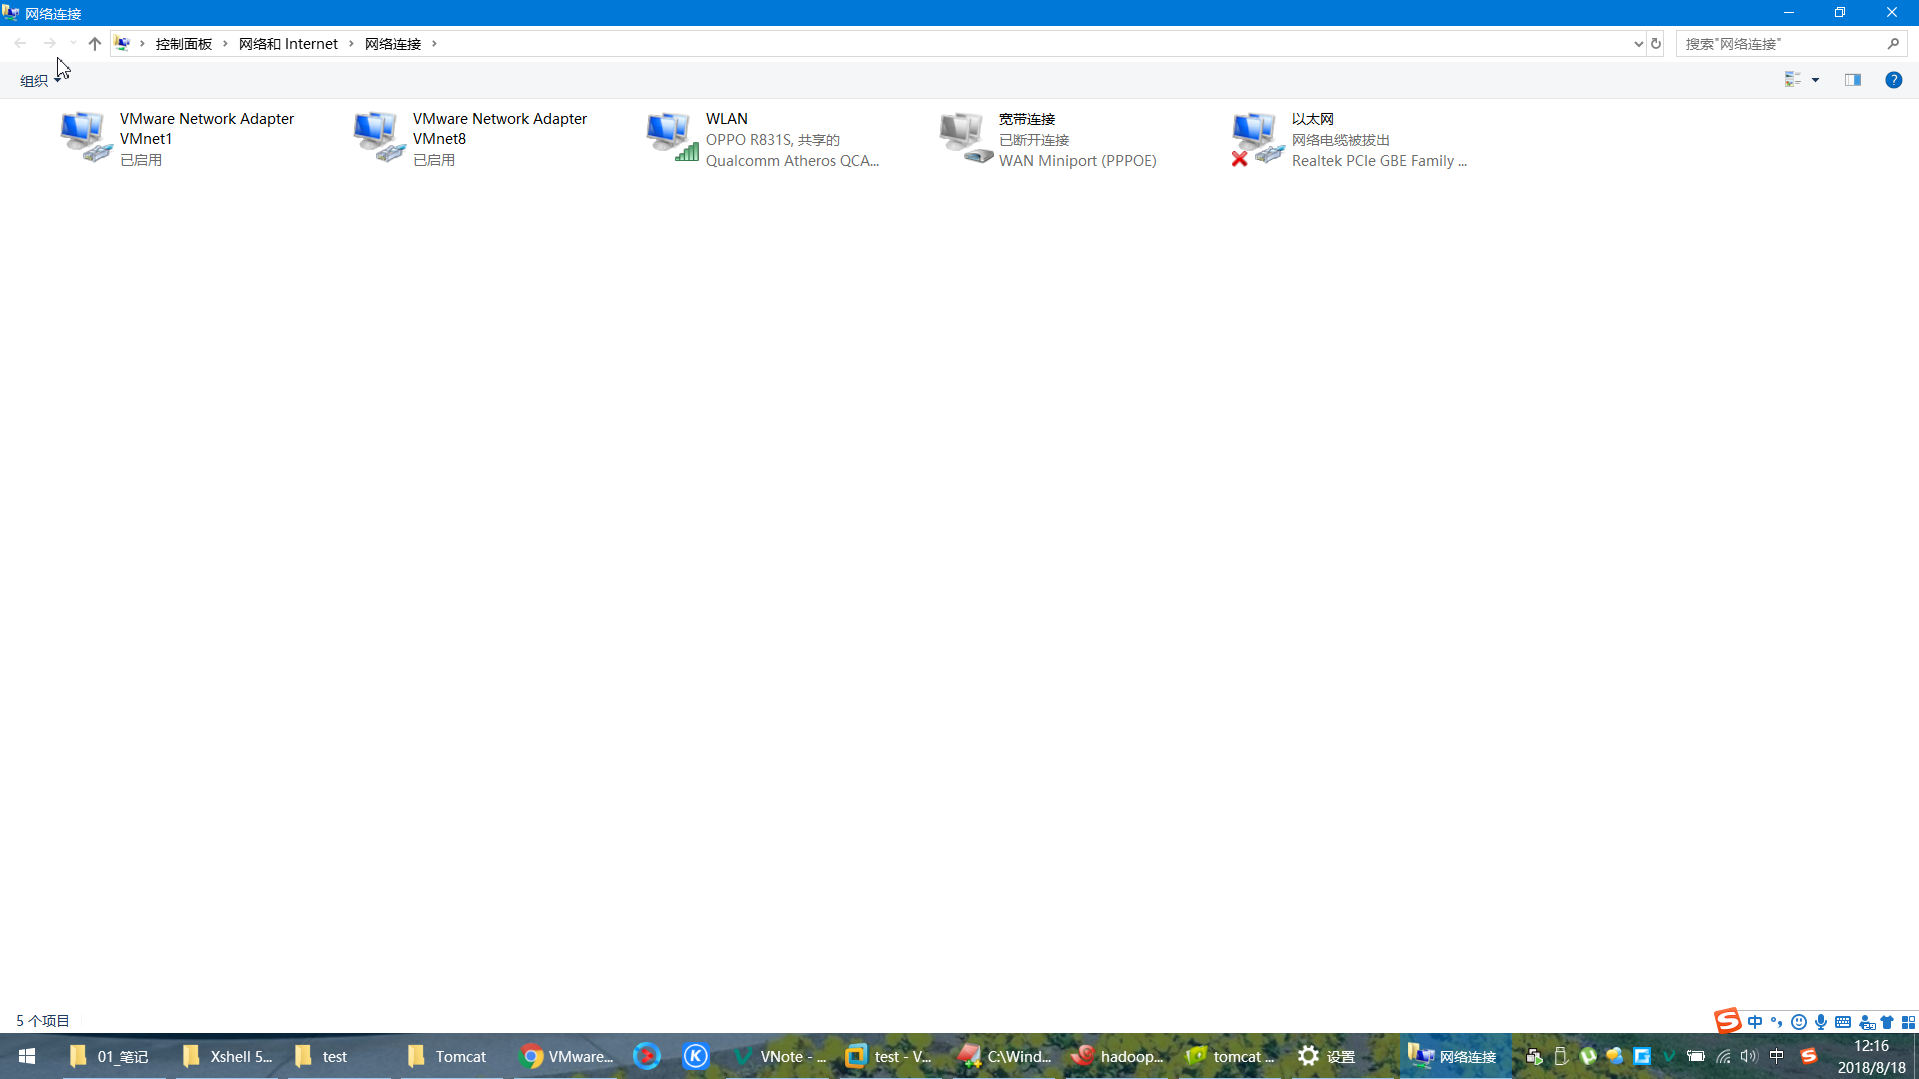 网络连接
控制面板 › 网络和 Internet › 网络连接 ›
搜索"网络连接"
组织
VMware Network Adapter
VMnet1
已启用
VMware Network Adapter
VMnet8
已启用
WLAN
OPPO R831S, 共享的
Qualcomm Atheros QCA...
宽带连接
已断开连接
WAN Miniport (PPPOE)
以太网
网络电缆被拔出
Realtek PCIe GBE Family ...
5 个项目
中
01_笔记
Xshell 5...
test
Tomcat
VMware...
VNote - ...
test - V...
C:\Wind...
hadoop...
tomcat ...
设置
网络连接
中
12:16
2018/8/18